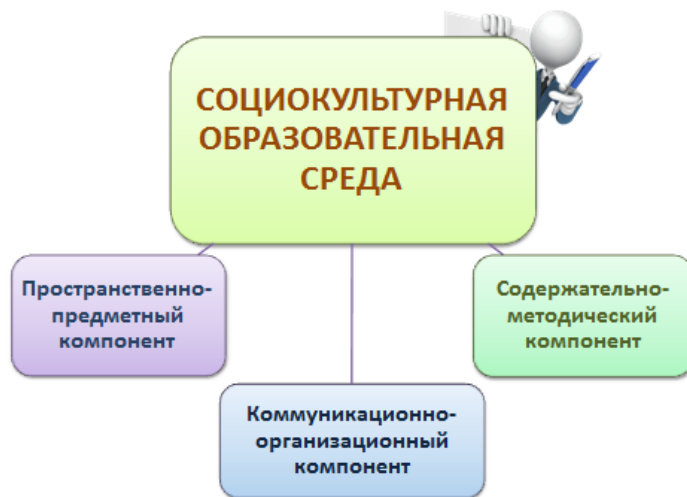 СОЦИОКУЛЬТУРНАЯ
ОБРАЗОВАТЕЛЬНАЯ
СРЕДА
Пространственно-
предметный
компонент
Содержательно-
методический
компонент
Коммуникационно-
организационный
компонент